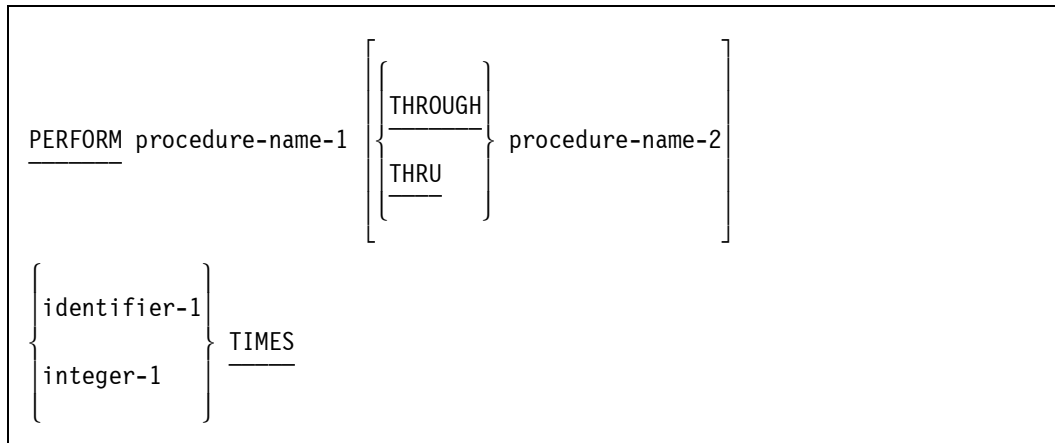 THROUGH
PERFORM procedure-name-1 procedure-name-2
THRU
identifier-1
TIMES
integer-1